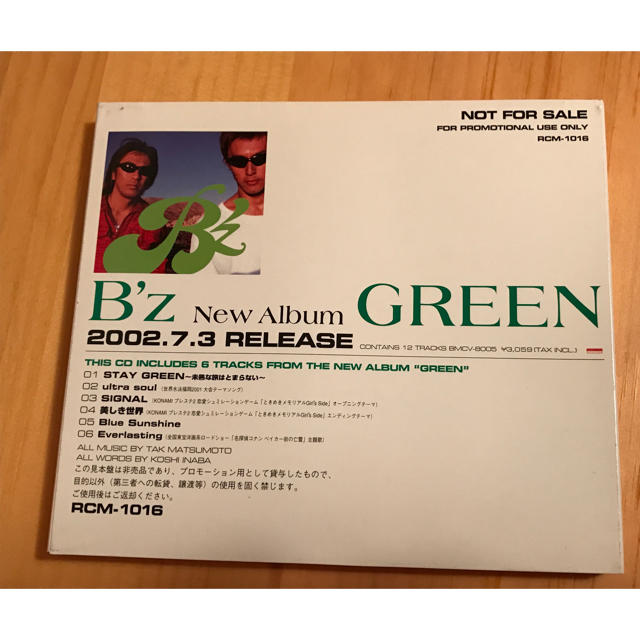 NOT FOR SALE
FOR PROMOTIONAL USE ONLY
RCM-1016
B'z
B'z New Album GREEN
2002.7.3 RELEASE CONTAINS 12 TRACKS BMCV-8005 ¥3,059(TAX INCL.)
THIS CD INCLUDES 6 TRACKS FROM THE NEW ALBUM "GREEN"
01 STAY GREEN~未熟な旅はとまらない~
02 ultra soul (世界水泳福岡2001 大会テーマソング)
03 SIGNAL (KONAMI プレステ2 恋愛シュミレーションゲーム「ときめきメモリアルGirl's Side」オープニングテーマ)
04 美しき世界 (KONAMI プレステ2 恋愛シュミレーションゲーム「ときめきメモリアルGirl's Side」エンディングテーマ)
05 Blue Sunshine
06 Everlasting (全国東宝洋画系ロードショー「名探偵コナン ベイカー街の亡霊」主題歌)
ALL MUSIC BY TAK MATSUMOTO
ALL WORDS BY KOSHI INABA
この見本盤は非売品であり、プロモーション用として貸与したもので、
目的以外（第三者への転貸、譲渡等）の使用を固く禁じます。
ご使用後はご返却ください。
RCM-1016